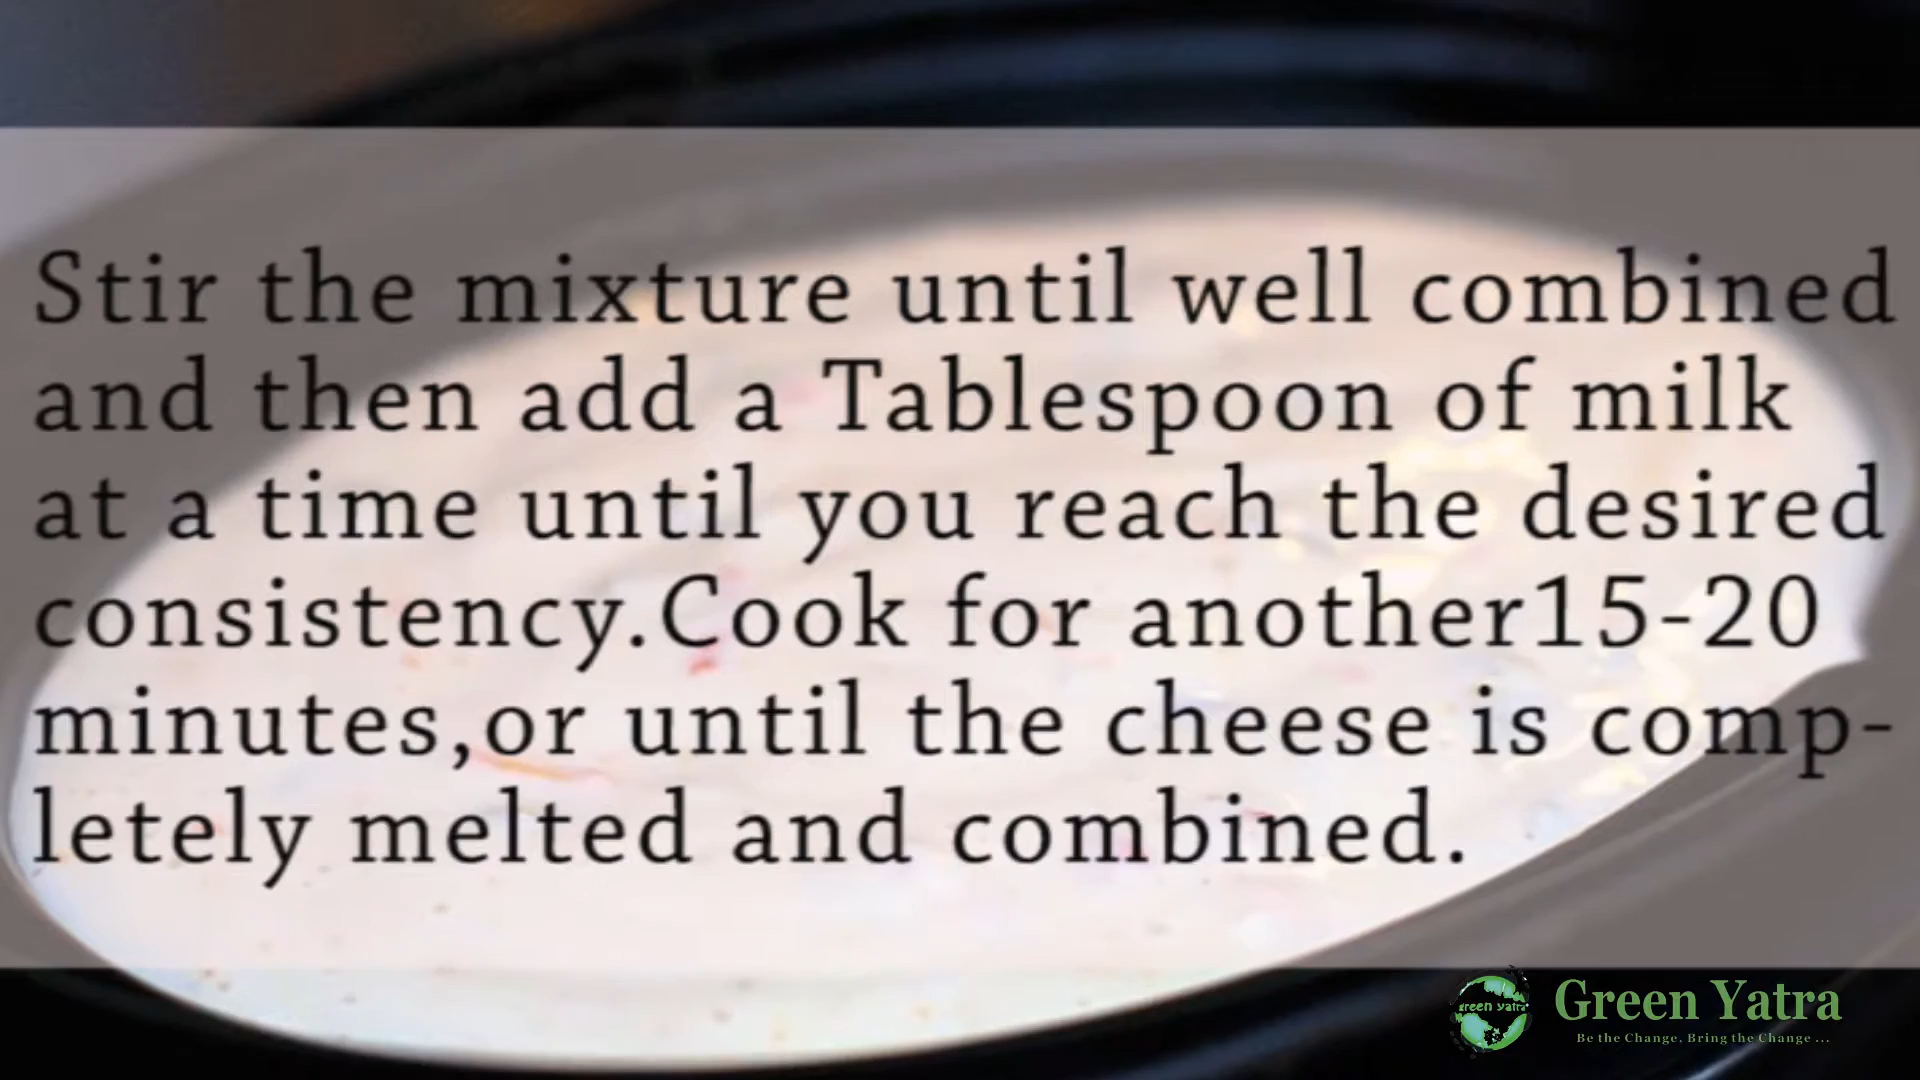 Stir the mixture until well combined
and then add a Tablespoon of milk
at a time until you reach the desired
consistency.Cook for another15-20
minutes,or until the cheese is comp-
letely melted and combined.
green yatra
Green Yatra
Be the Change, Bring the Change ...